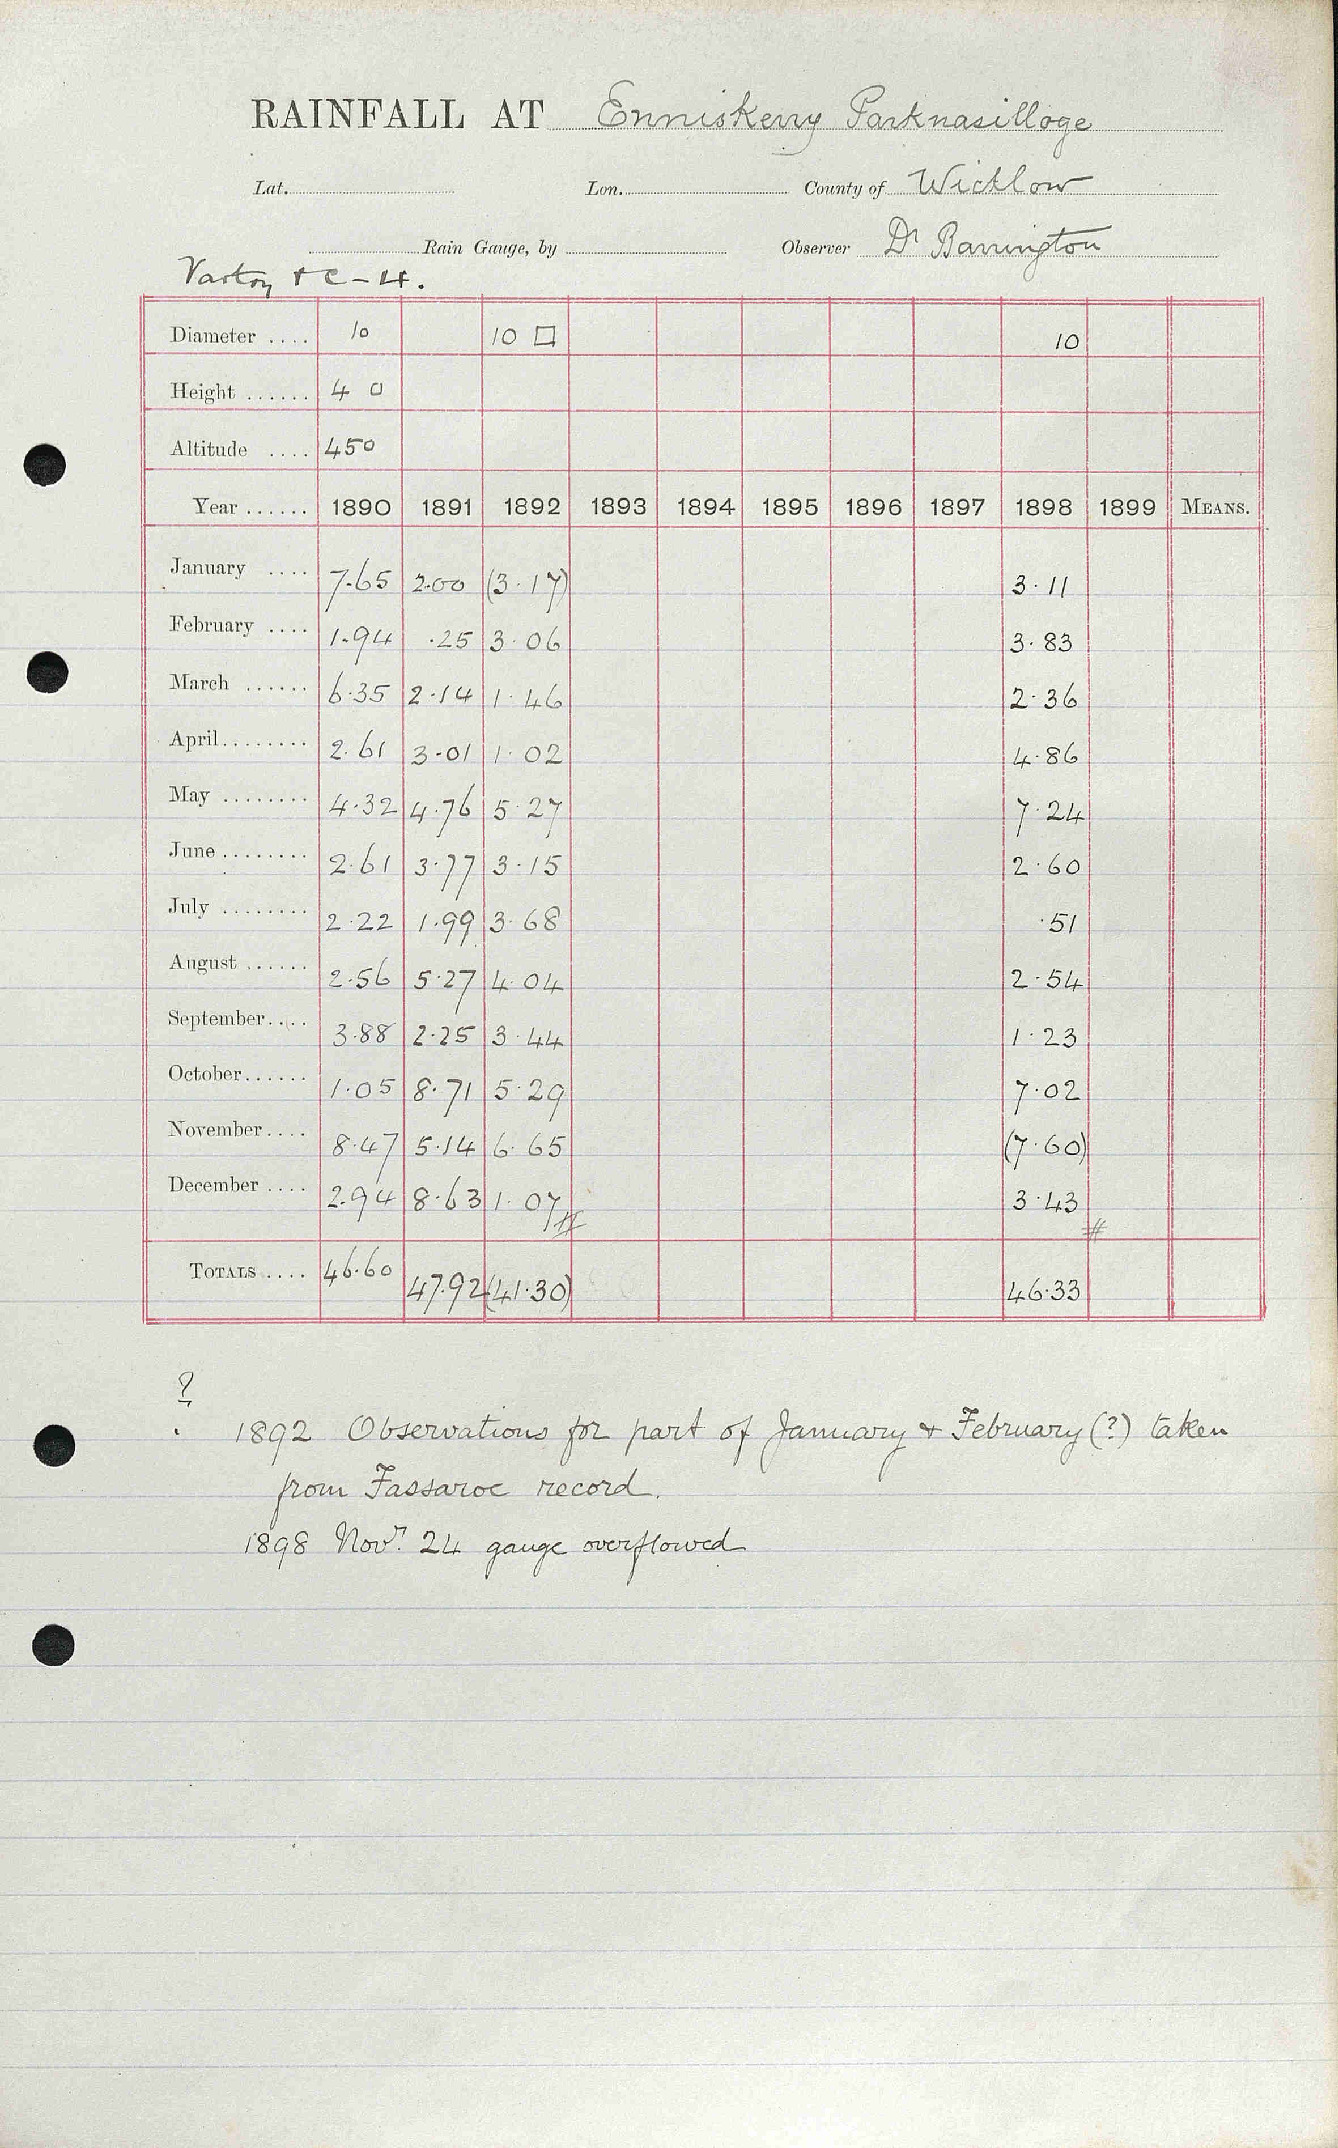 RAINFALL AT Enniskerry Parknasilloge
Lat. Lon. County of Wicklow
Rain Gauge, by Observer Dr Barrington
Vartry & C - 4.
Diameter .... 10 10 □ 10
Height ...... 4 0
Altitude .... 450
Year ...... 1890 1891 1892 1893 1894 1895 1896 1897 1898 1899 MEANS.
January .... 7.65 2.00 (3.17) 3.11
February .... 1.94 .25 3.06 3.83
March ...... 6.35 2.14 1.46 2.36
April........ 2.61 3.01 1.02 4.86
May ........ 4.32 4.76 5.27 7.24
June ........ 2.61 3.77 3.15 2.60
July ........ 2.22 1.99 3.68 .51
August ...... 2.56 5.27 4.04 2.54
September.... 3.88 2.25 3.44 1.23
October...... 1.05 8.71 5.29 7.02
November.... 8.47 5.14 6.65 (7.60)
December .... 2.94 8.63 1.07 3.43
TOTALS .... 46.60 47.92 (41.30) 46.33
?
1892 Observations for part of January & February (?) taken
from Fassaroe record.
1898 Novr. 24 gauge overflowed